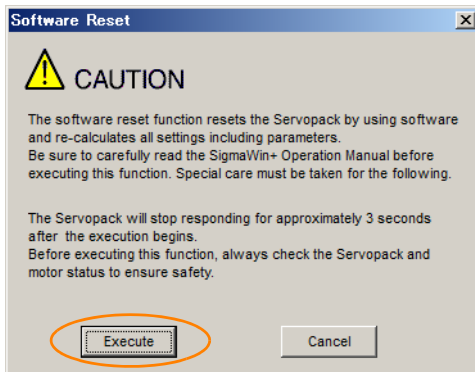 Software Reset
CAUTION
The software reset function resets the Servopack by using software
and re-calculates all settings including parameters.
Be sure to carefully read the SigmaWin+ Operation Manual before
executing this function. Special care must be taken for the following.
The Servopack will stop responding for approximately 3 seconds
after the execution begins.
Before executing this function, always check the Servopack and
motor status to ensure safety.
Execute
Cancel